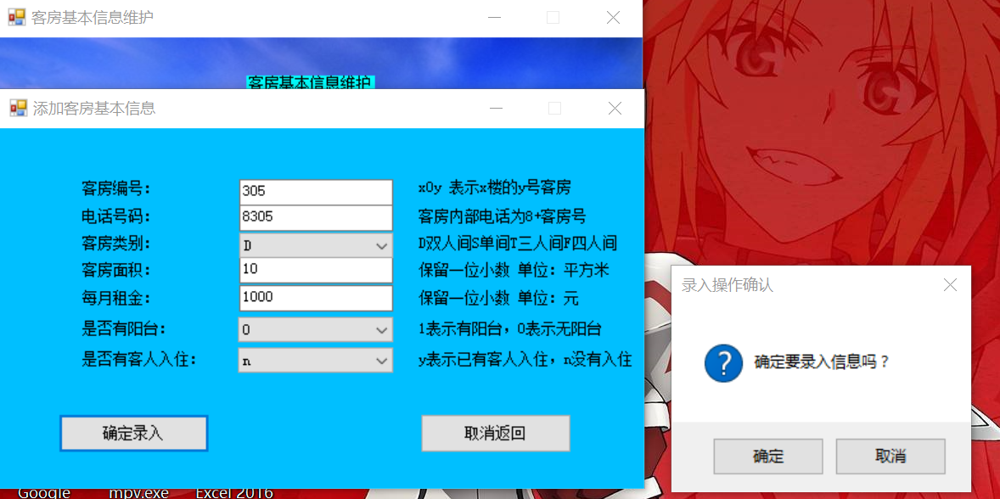 客房基本信息维护
客房基本信息维护
添加客房基本信息
客房编号： 305 x0y 表示x楼的y号客房
电话号码： 8305 客房内部电话为8+客房号
客房类别： D D双人间S单间T三人间F四人间
客房面积： 10 保留一位小数 单位：平方米
每月租金： 1000 保留一位小数 单位：元
是否有阳台： 0 1表示有阳台，0表示无阳台
是否有客人入住： n y表示已有客人入住，n没有入住
确定录入 取消返回
录入操作确认
确定要录入信息吗？
确定 取消
Google mpv.exe Excel 2016